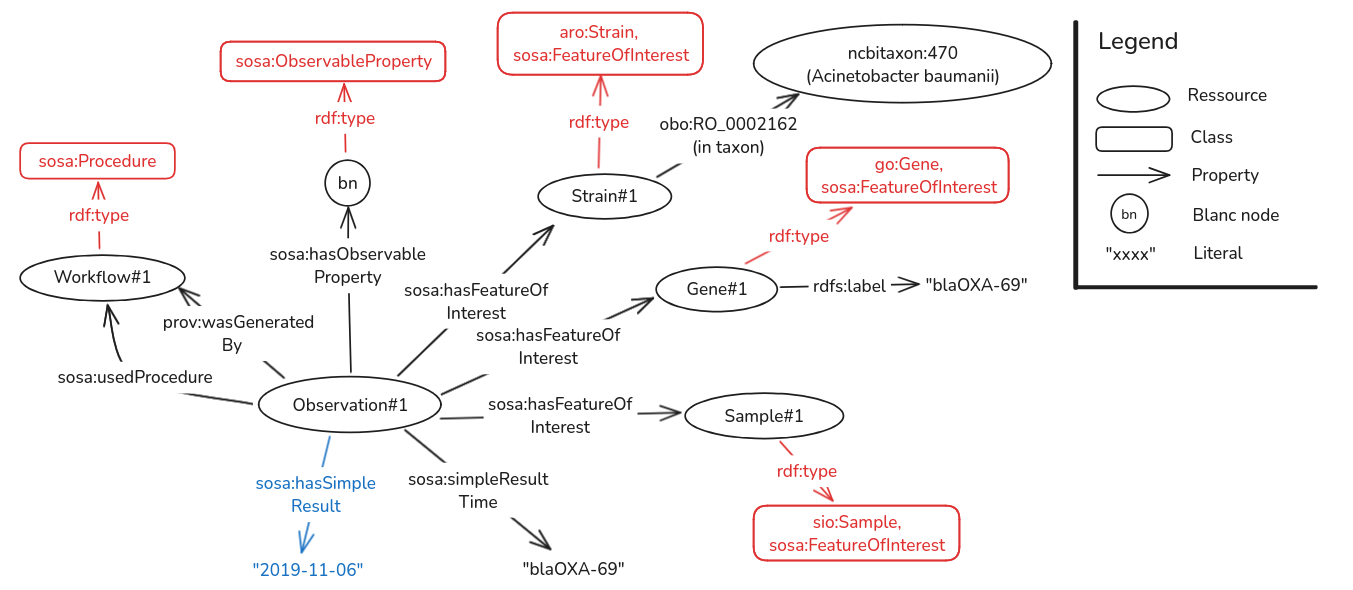 aro:Strain,
sosa:FeatureOfInterest
sosa:ObservableProperty
ncbitaxon:470
(Acinetobacter baumanii)
rdf:type
rdf:type
obo:RO_0002162
(in taxon)
sosa:Procedure
go:Gene,
sosa:FeatureOfInterest
bn
Strain#1
rdf:type
rdf:type
sosa:hasObservable
Property
Workflow#1
sosa:hasFeatureOf
Interest
Gene#1
rdfs:label
"blaOXA-69"
prov:wasGenerated
By
sosa:hasFeatureOf
Interest
sosa:usedProcedure
Observation#1
sosa:hasFeatureOf
Interest
Sample#1
rdf:type
sosa:hasSimple
Result
sosa:simpleResult
Time
sio:Sample,
sosa:FeatureOfInterest
"2019-11-06"
"blaOXA-69"
Legend
Ressource
Class
Property
bn
Blanc node
"xxxx"
Literal